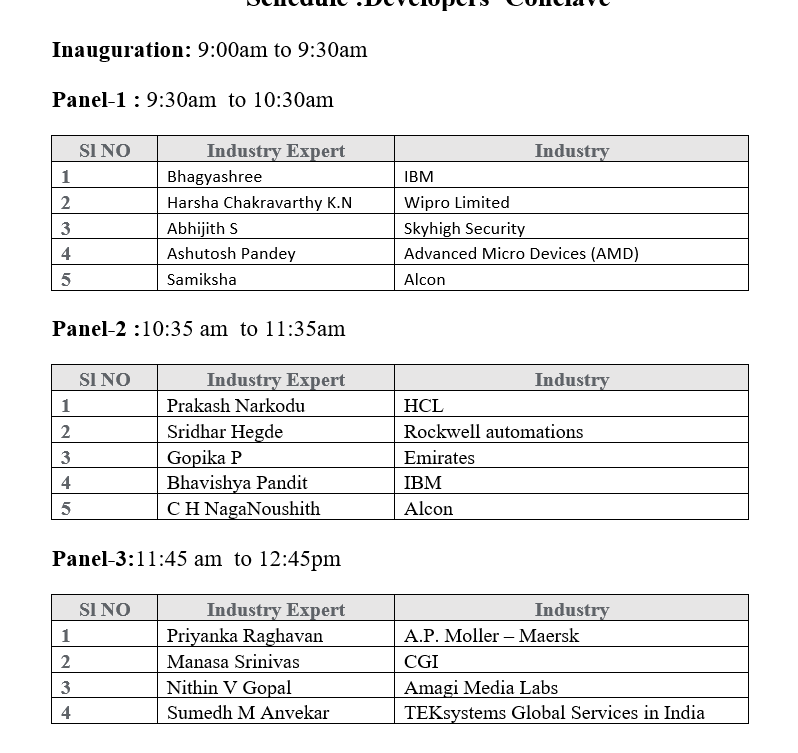 Schedule :Developers' Conclave
Inauguration: 9:00am to 9:30am
Panel-1 : 9:30am to 10:30am
Sl NO Industry Expert Industry
1 Bhagyashree IBM
2 Harsha Chakravarthy K.N Wipro Limited
3 Abhijith S Skyhigh Security
4 Ashutosh Pandey Advanced Micro Devices (AMD)
5 Samiksha Alcon
Panel-2 :10:35 am to 11:35am
Sl NO Industry Expert Industry
1 Prakash Narkodu HCL
2 Sridhar Hegde Rockwell automations
3 Gopika P Emirates
4 Bhavishya Pandit IBM
5 C H NagaNoushith Alcon
Panel-3:11:45 am to 12:45pm
Sl NO Industry Expert Industry
1 Priyanka Raghavan A.P. Moller – Maersk
2 Manasa Srinivas CGI
3 Nithin V Gopal Amagi Media Labs
4 Sumedh M Anvekar TEKsystems Global Services in India